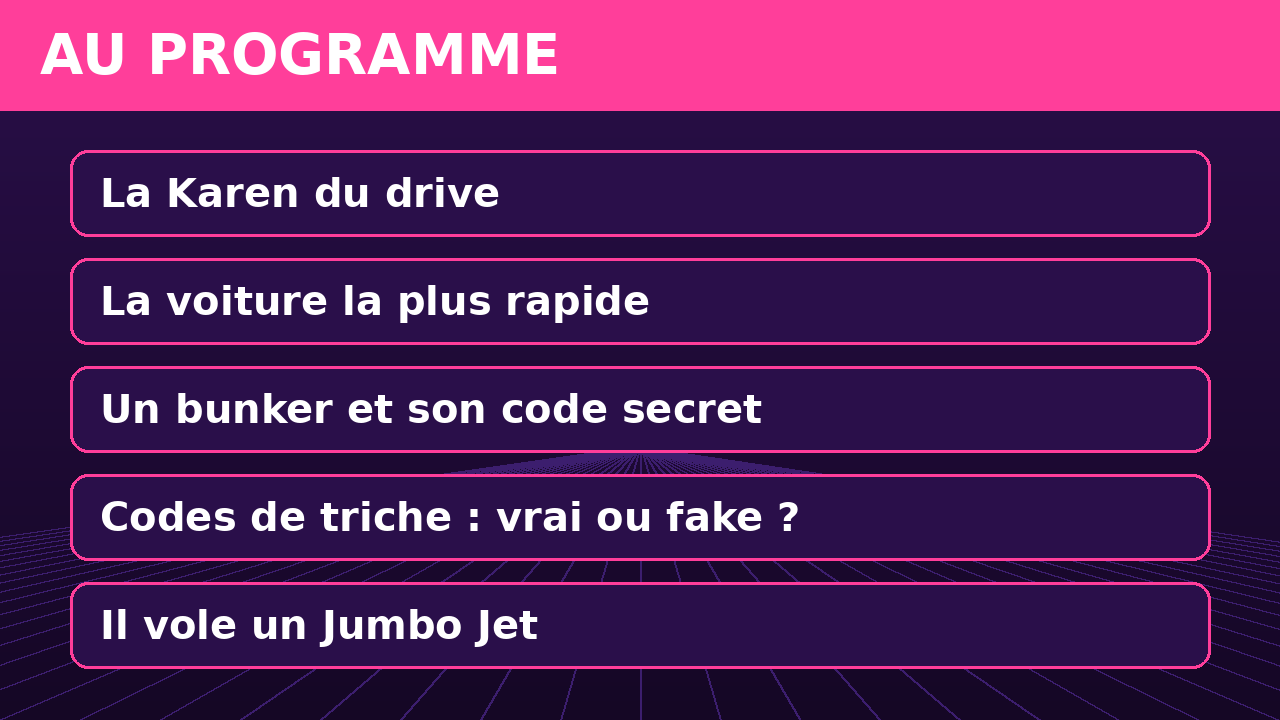 AU PROGRAMME
La Karen du drive
La voiture la plus rapide
Un bunker et son code secret
Codes de triche : vrai ou fake ?
Il vole un Jumbo Jet